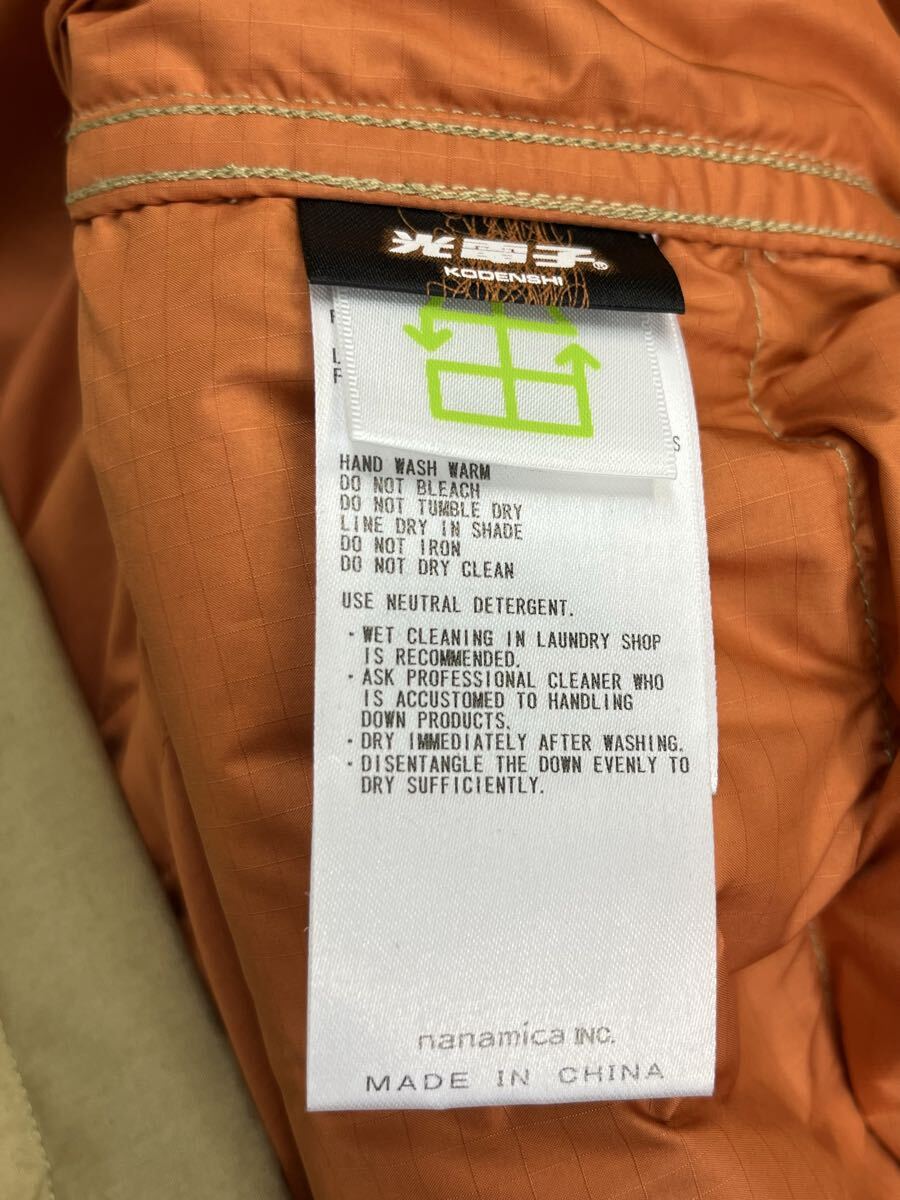 光電子®
KODENSHI
S
HAND WASH WARM
DO NOT BLEACH
DO NOT TUMBLE DRY
LINE DRY IN SHADE
DO NOT IRON
DO NOT DRY CLEAN
USE NEUTRAL DETERGENT.
・WET CLEANING IN LAUNDRY SHOP
IS RECOMMENDED.
・ASK PROFESSIONAL CLEANER WHO
IS ACCUSTOMED TO HANDLING
DOWN PRODUCTS.
・DRY IMMEDIATELY AFTER WASHING.
・DISENTANGLE THE DOWN EVENLY TO
DRY SUFFICIENTLY.
nanamica INC.
MADE IN CHINA